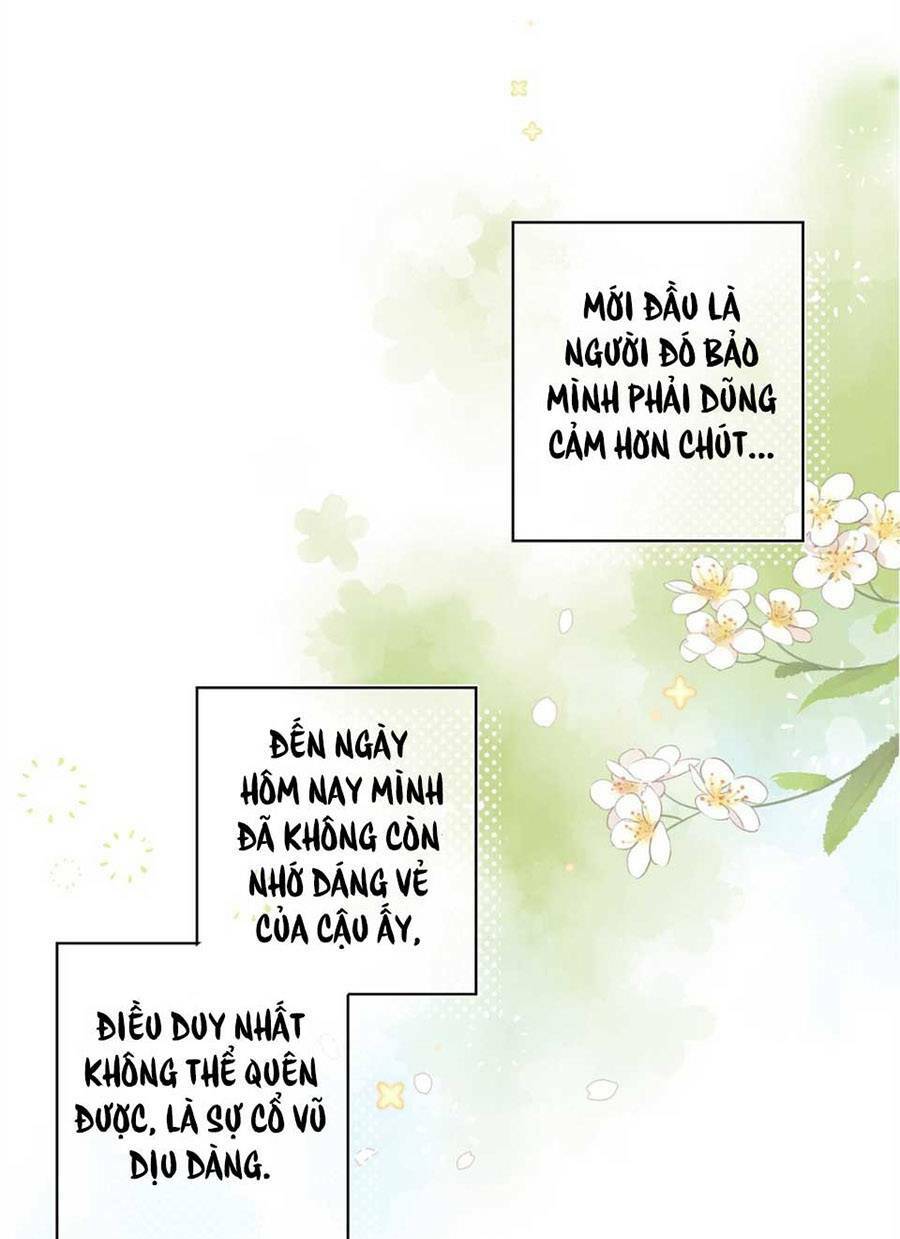 MỚI ĐẦU LÀ
NGƯỜI ĐÓ BẢO
MÌNH PHẢI DŨNG
CẢM HƠN CHÚT...
ĐẾN NGÀY
HÔM NAY MÌNH
ĐÃ KHÔNG CÒN
NHỚ DÁNG VẺ
CỦA CẬU ẤY,
ĐIỀU DUY NHẤT
KHÔNG THỂ QUÊN
ĐƯỢC, LÀ SỰ CỔ VŨ
DỊU DÀNG.